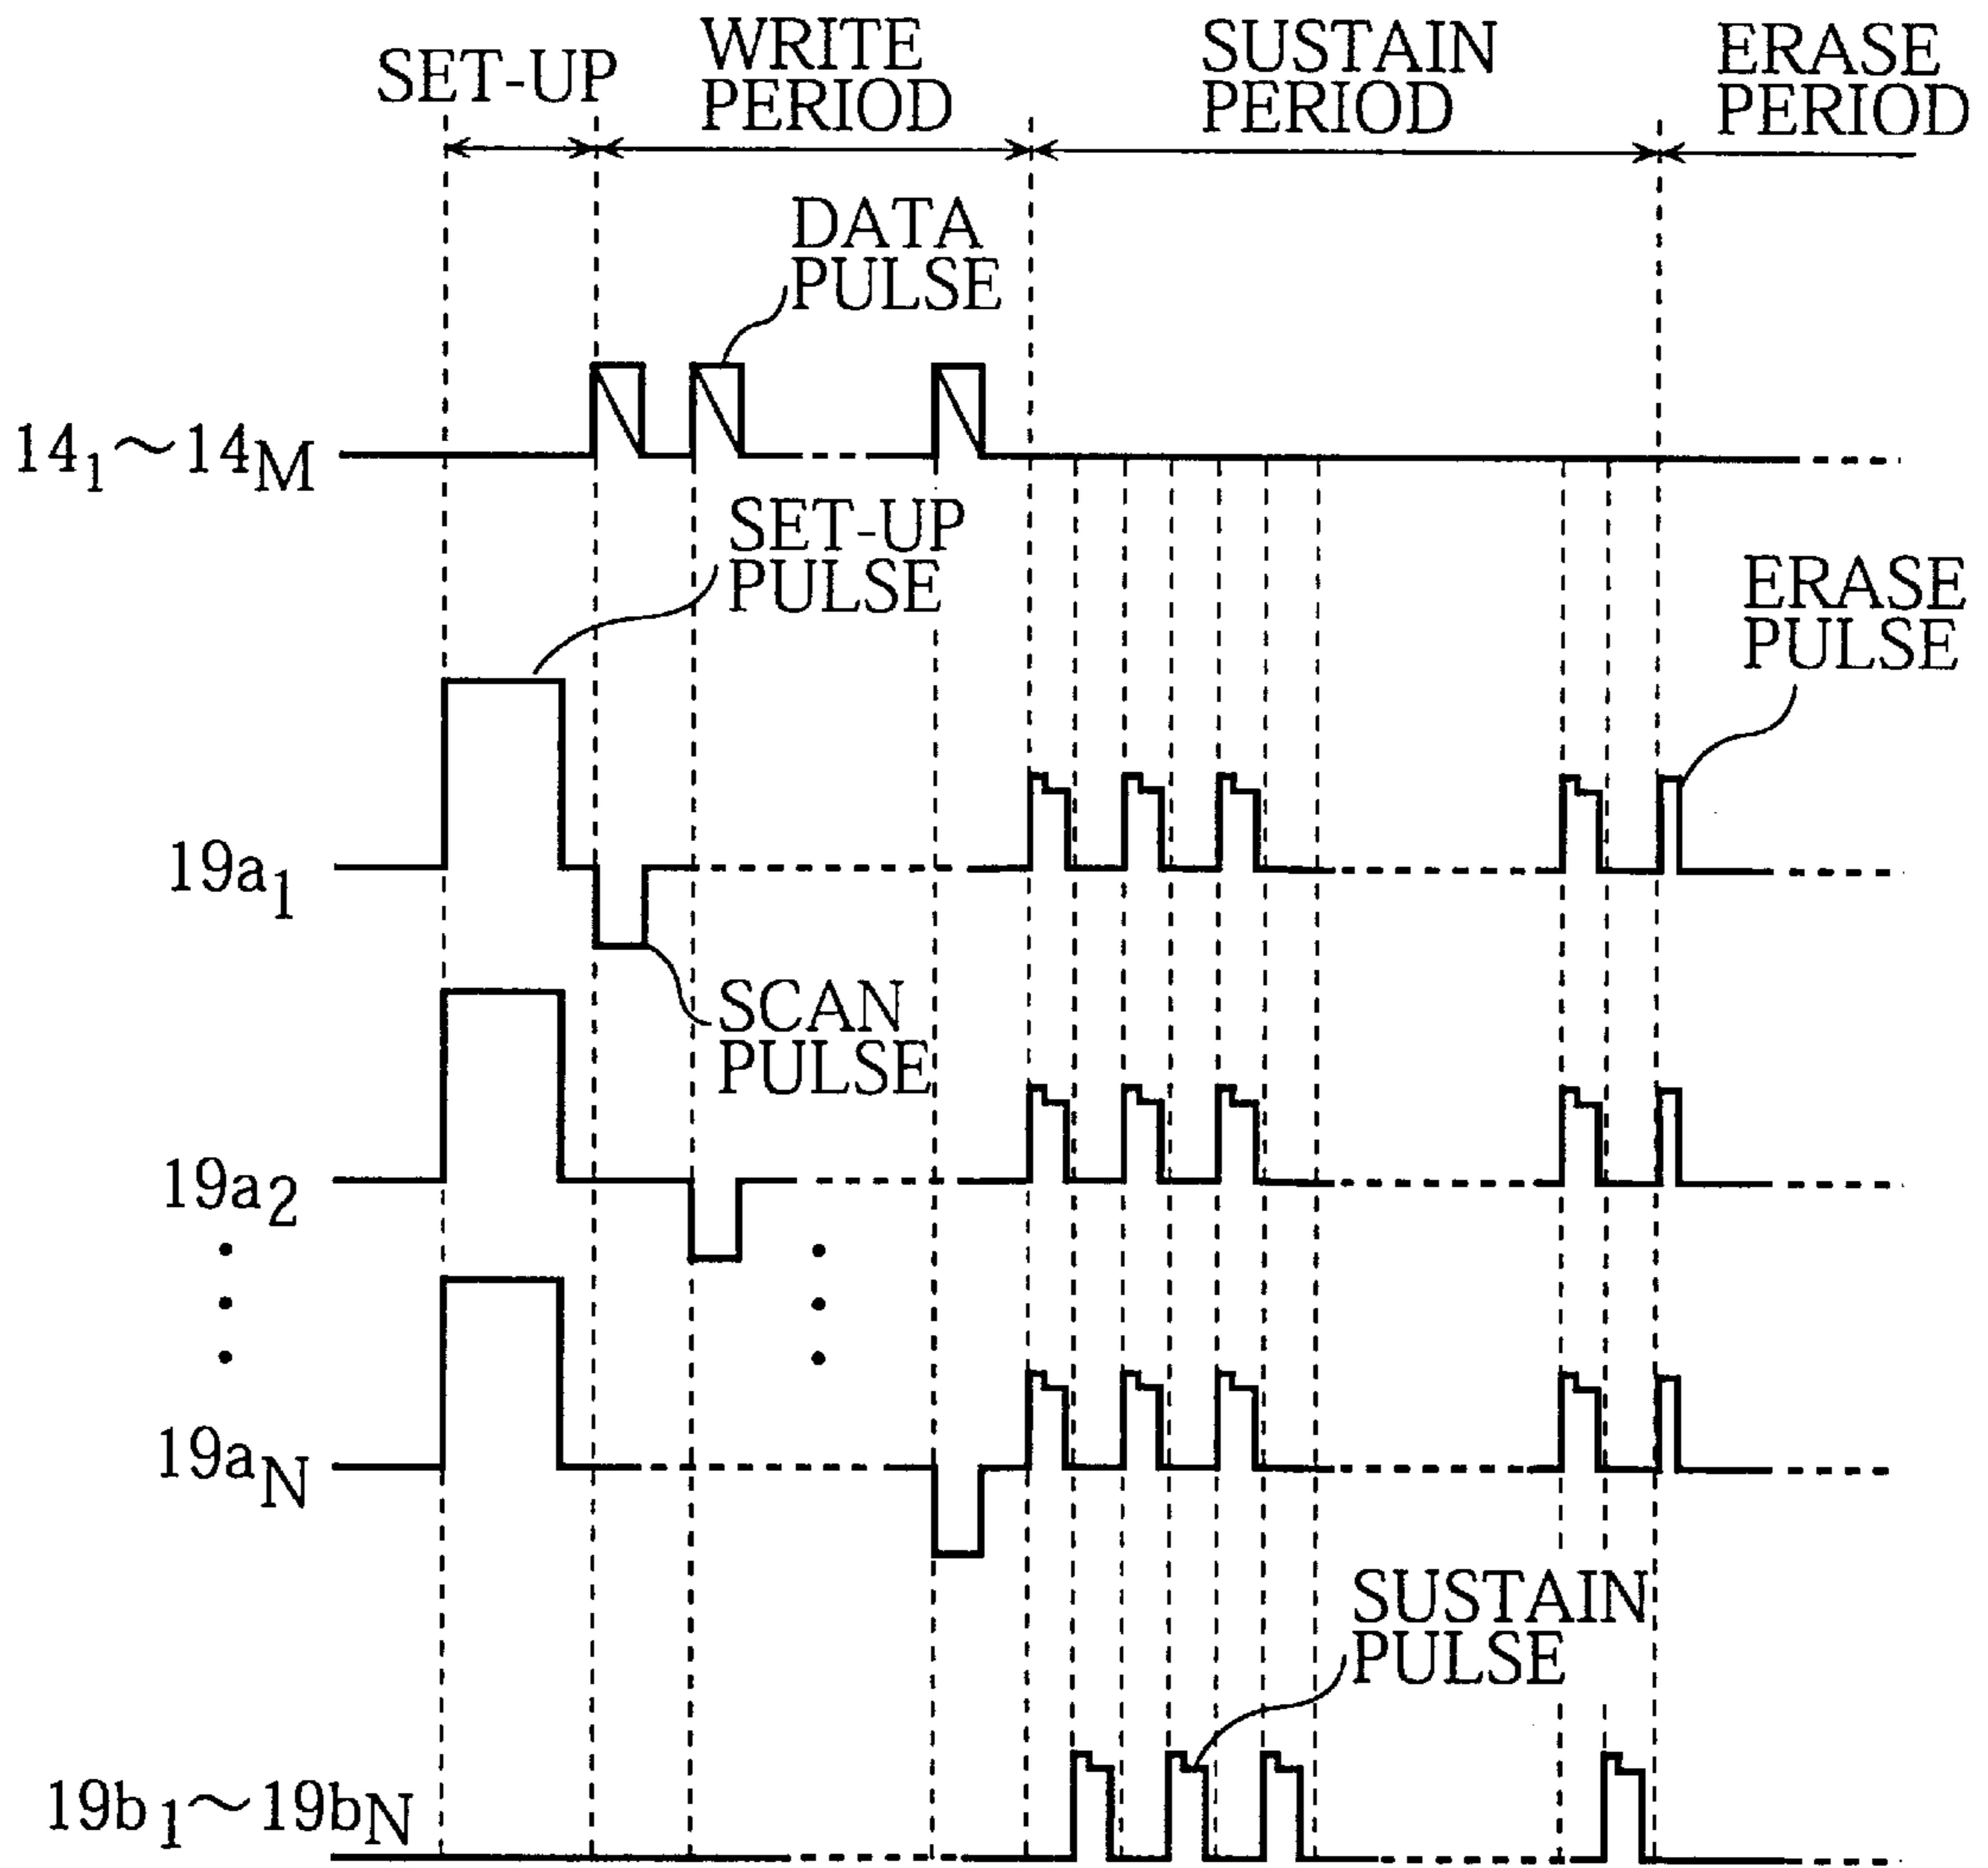 SET-UP
WRITE
PERIOD
SUSTAIN
PERIOD
ERASE
PERIOD
DATA
PULSE
14₁～14M
SET-UP
PULSE
ERASE
PULSE
19a₁
SCAN
PULSE
19a₂
19aN
SUSTAIN
PULSE
19b₁～19bN